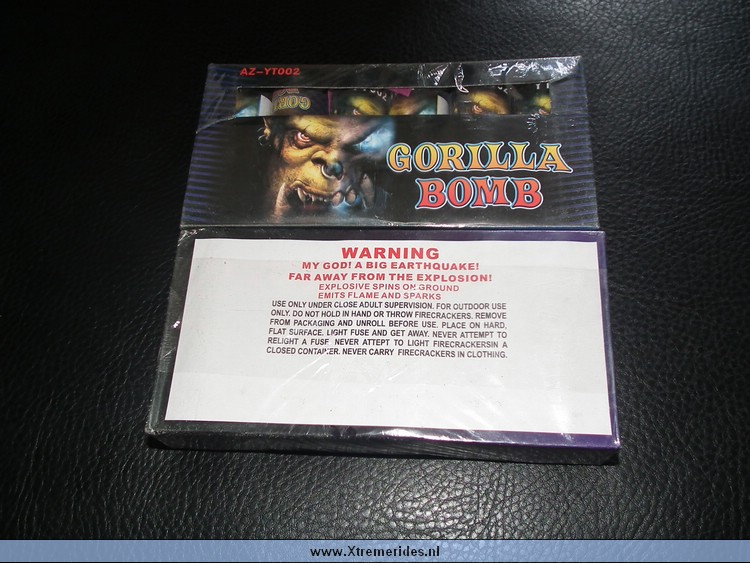 AZ-YT002
GORILLA
BOMB
WARNING
MY GOD! A BIG EARTHQUAKE!
FAR AWAY FROM THE EXPLOSION!
EXPLOSIVE SPINS ON GROUND
EMITS FLAME AND SPARKS
USE ONLY UNDER CLOSE ADULT SUPERVISION. FOR OUTDOOR USE
ONLY. DO NOT HOLD IN HAND OR THROW FIRECRACKERS. REMOVE
FROM PACKAGING AND UNROLL BEFORE USE. PLACE ON HARD,
FLAT SURFACE. LIGHT FUSE AND GET AWAY. NEVER ATTEMPT TO
RELIGHT A FUSE NEVER ATTEPT TO LIGHT FIRECRACKERSIN A
CLOSED CONTAINER. NEVER CARRY FIRECRACKERS IN CLOTHING.
www.Xtremerides.nl